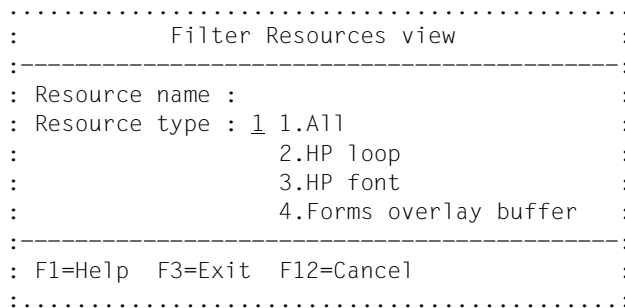 ..............................................
:           Filter Resources view            :
:--------------------------------------------:
: Resource name :                            :
: Resource type : 1 1.All                    :
:                   2.HP loop                :
:                   3.HP font                :
:                   4.Forms overlay buffer   :
:--------------------------------------------:
: F1=Help  F3=Exit  F12=Cancel               :
:............................................: